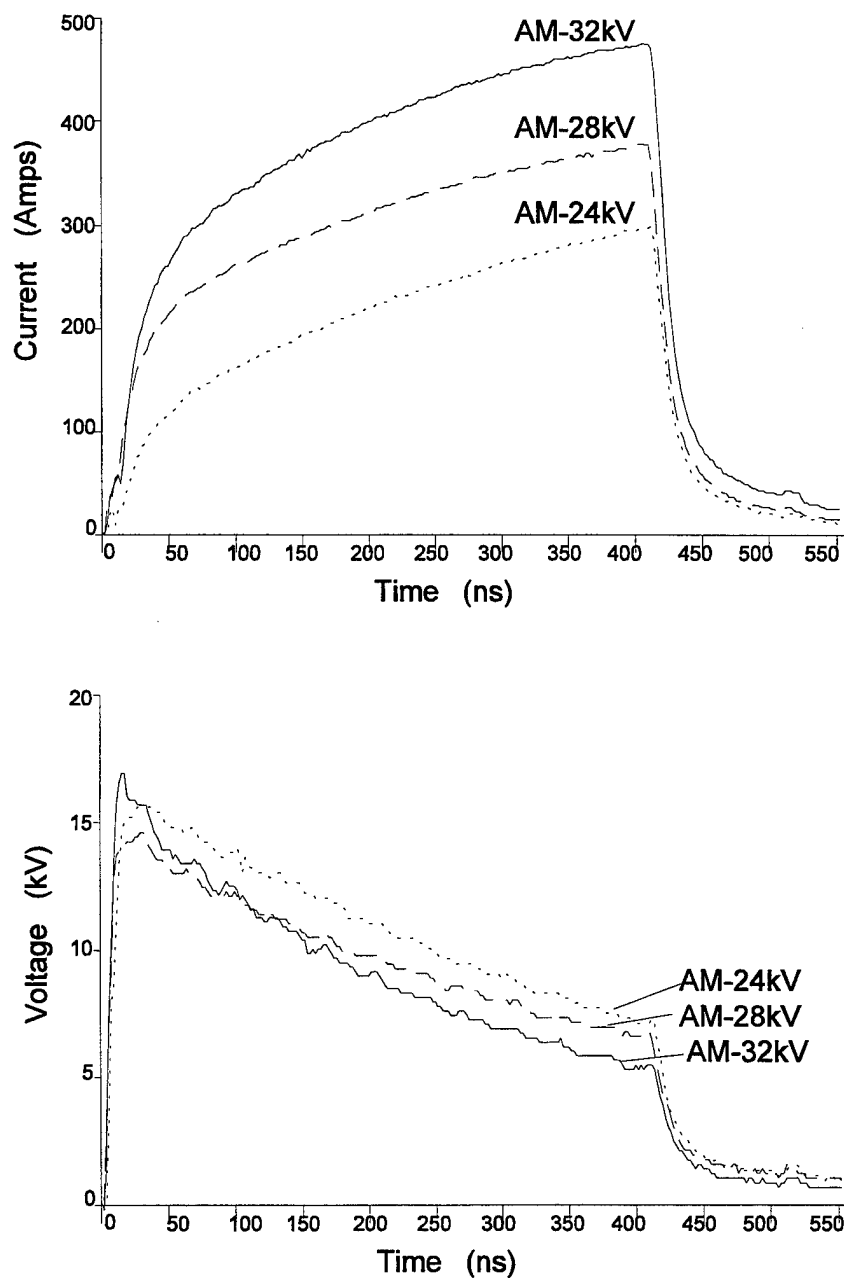 500
AM-32kV
400
AM-28kV
300
AM-24kV
200
100
0
Current (Amps)
0 50 100 150 200 250 300 350 400 450 500 550
Time (ns)
20
15
10
5
0
Voltage (kV)
AM-24kV
AM-28kV
AM-32kV
0 50 100 150 200 250 300 350 400 450 500 550
Time (ns)